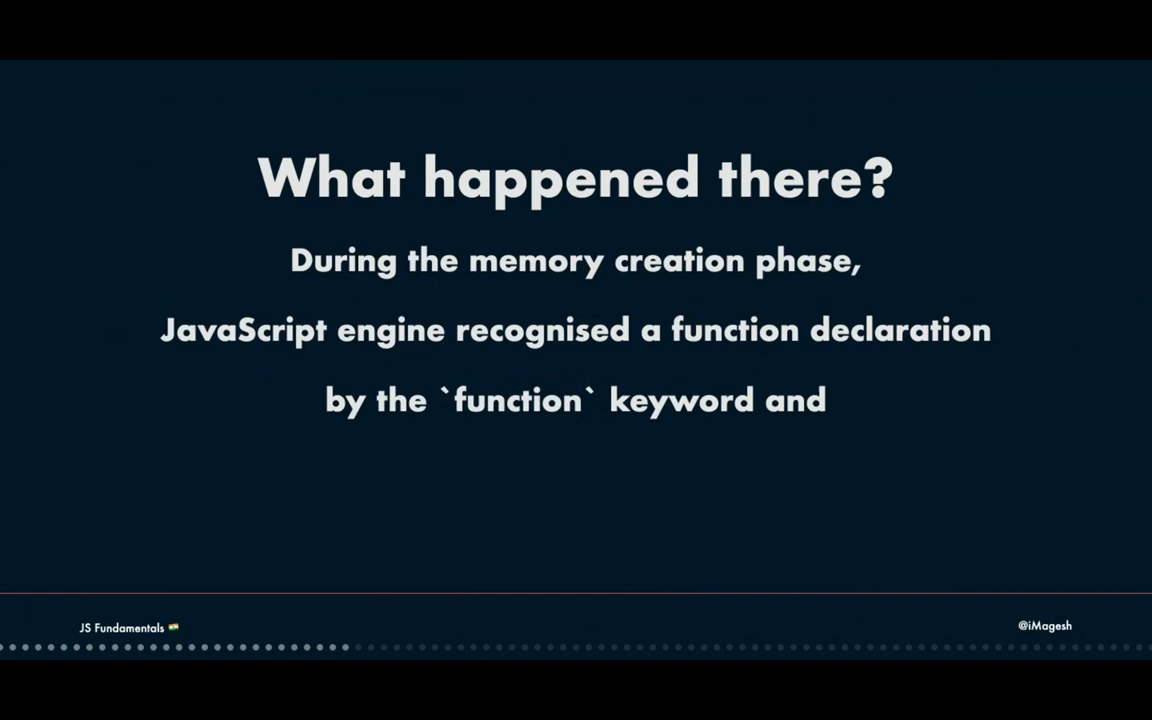 What happened there?
During the memory creation phase,
JavaScript engine recognised a function declaration
by the `function` keyword and
JS Fundamentals 🇮🇳
@iMagesh